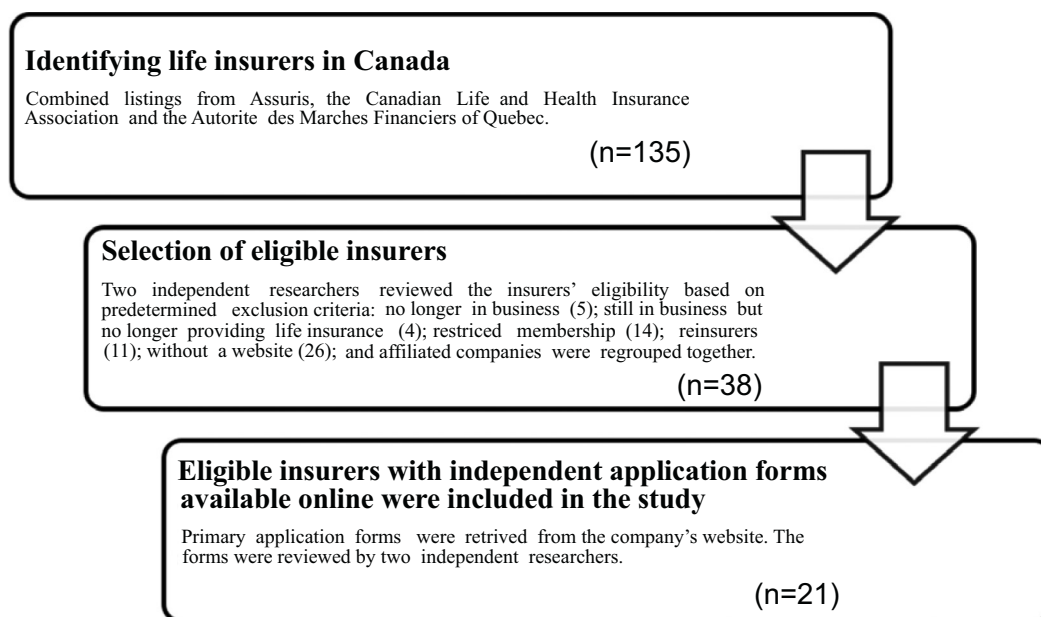 Identifying life insurers in Canada
Combined listings from Assuris, the Canadian Life and Health Insurance
Association and the Autorite des Marches Financiers of Quebec.
(n=135)
Selection of eligible insurers
Two independent researchers reviewed the insurers’ eligibility based on
predetermined exclusion criteria: no longer in business (5); still in business but
no longer providing life insurance (4); restriced membership (14); reinsurers
(11); without a website (26); and affiliated companies were regrouped together.
(n=38)
Eligible insurers with independent application forms
available online were included in the study
Primary application forms were retrived from the company’s website. The
forms were reviewed by two independent researchers.
(n=21)